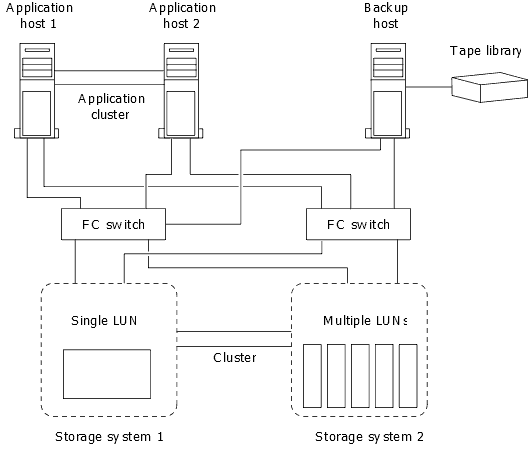 Application
host 1
Application
host 2
Backup
host
Tape library
Application
cluster
FC switch
FC switch
Single LUN
Multiple LUNs
Cluster
Storage system 1
Storage system 2